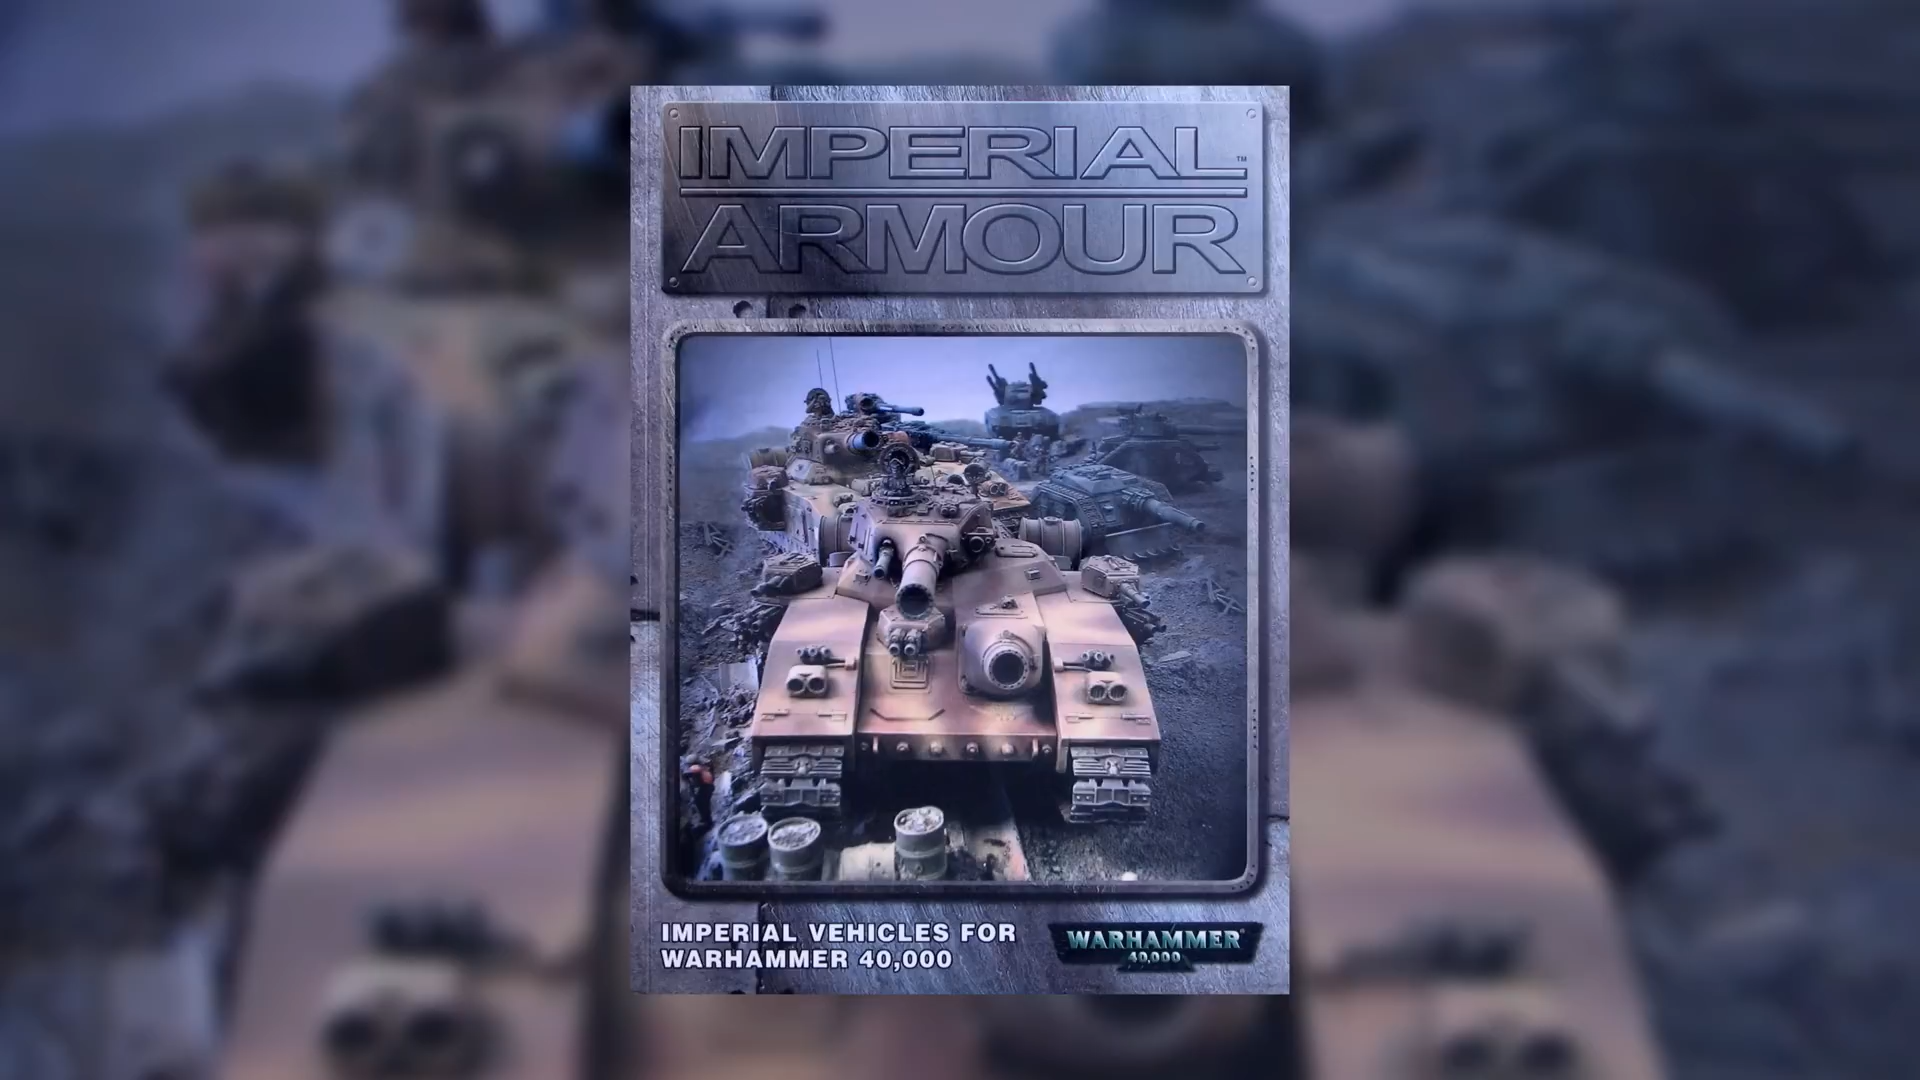 IMPERIAL™
ARMOUR
IMPERIAL VEHICLES FOR
WARHAMMER 40,000
WARHAMMER®
40,000